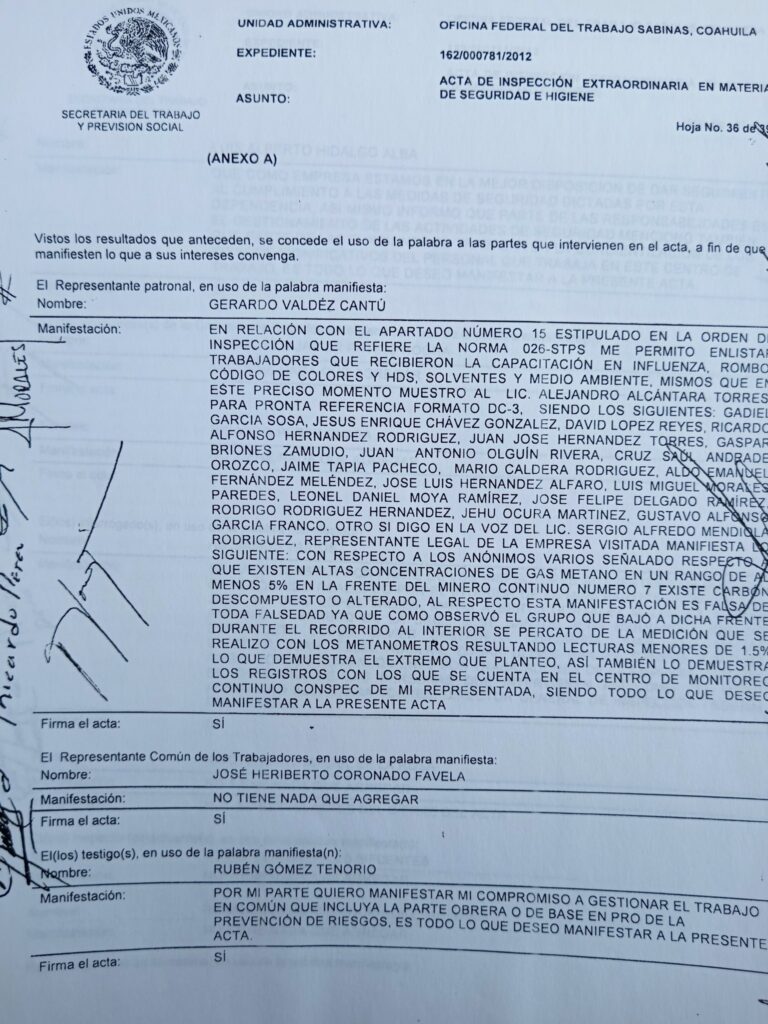 ESTADOS UNIDOS MEXICANOS
SECRETARIA DEL TRABAJO
Y PREVISION SOCIAL
UNIDAD ADMINISTRATIVA: OFICINA FEDERAL DEL TRABAJO SABINAS, COAHUILA
EXPEDIENTE: 162/000781/2012
ASUNTO: ACTA DE INSPECCIÓN EXTRAORDINARIA EN MATERIA
DE SEGURIDAD E HIGIENE
Hoja No. 36 de 39
(ANEXO A)
Vistos los resultados que anteceden, se concede el uso de la palabra a las partes que intervienen en el acta, a fin de que
manifiesten lo que a sus intereses convenga.
El Representante patronal, en uso de la palabra manifiesta:
Nombre: GERARDO VALDÉZ CANTÚ
Manifestación: EN RELACIÓN CON EL APARTADO NÚMERO 15 ESTIPULADO EN LA ORDEN DE
INSPECCIÓN QUE REFIERE LA NORMA 026-STPS ME PERMITO ENLISTAR
TRABAJADORES QUE RECIBIERON LA CAPACITACIÓN EN INFLUENZA, ROMBO,
CÓDIGO DE COLORES Y HDS, SOLVENTES Y MEDIO AMBIENTE, MISMOS QUE EN
ESTE PRECISO MOMENTO MUESTRO AL LIC. ALEJANDRO ALCÁNTARA TORRES
PARA PRONTA REFERENCIA FORMATO DC-3, SIENDO LOS SIGUIENTES: GADIEL
GARCIA SOSA, JESUS ENRIQUE CHÁVEZ GONZALEZ, DAVID LOPEZ REYES, RICARDO
ALFONSO HERNANDEZ RODRIGUEZ, JUAN JOSE HERNANDEZ TORRES, GASPAR
BRIONES ZAMUDIO, JUAN ANTONIO OLGUÍN RIVERA, CRUZ SAÚL ANDRADE
OROZCO, JAIME TAPIA PACHECO, MARIO CALDERA RODRIGUEZ, ALDO EMANUEL
FERNÁNDEZ MELÉNDEZ, JOSE LUIS HERNANDEZ ALFARO, LUIS MIGUEL MORALES
PAREDES, LEONEL DANIEL MOYA RAMÍREZ, JOSE FELIPE DELGADO RAMÍREZ,
RODRIGO RODRIGUEZ HERNANDEZ, JEHU OCURA MARTINEZ, GUSTAVO ALFONSO
GARCIA FRANCO. OTRO SI DIGO EN LA VOZ DEL LIC. SERGIO ALFREDO MENDIOLA
RODRIGUEZ, REPRESENTANTE LEGAL DE LA EMPRESA VISITADA MANIFIESTA LO
SIGUIENTE: CON RESPECTO A LOS ANÓNIMOS VARIOS SEÑALADO RESPECTO A
QUE EXISTEN ALTAS CONCENTRACIONES DE GAS METANO EN UN RANGO DE AL
MENOS 5% EN LA FRENTE DEL MINERO CONTINUO NUMERO 7 EXISTE CARBÓN
DESCOMPUESTO O ALTERADO, AL RESPECTO ESTA MANIFESTACIÓN ES FALSA DE
TODA FALSEDAD YA QUE COMO OBSERVÓ EL GRUPO QUE BAJÓ A DICHA FRENTE
DURANTE EL RECORRIDO AL INTERIOR SE PERCATO DE LA MEDICIÓN QUE SE
REALIZO CON LOS METANOMETROS RESULTANDO LECTURAS MENORES DE 1.5%
LO QUE DEMUESTRA EL EXTREMO QUE PLANTEO, ASÍ TAMBIÉN LO DEMUESTRA
LOS REGISTROS CON LOS QUE SE CUENTA EN EL CENTRO DE MONITOREO
CONTINUO CONSPEC DE MI REPRESENTADA, SIENDO TODO LO QUE DESEO
MANIFESTAR A LA PRESENTE ACTA
Firma el acta: SÍ
El Representante Común de los Trabajadores, en uso de la palabra manifiesta:
Nombre: JOSÉ HERIBERTO CORONADO FAVELA
Manifestación: NO TIENE NADA QUE AGREGAR
Firma el acta: SÍ
El(los) testigo(s), en uso de la palabra manifiesta(n):
Nombre: RUBÉN GÓMEZ TENORIO
Manifestación: POR MI PARTE QUIERO MANIFESTAR MI COMPROMISO A GESTIONAR EL TRABAJO
EN COMÚN QUE INCLUYA LA PARTE OBRERA O DE BASE EN PRO DE LA
PREVENCIÓN DE RIESGOS, ES TODO LO QUE DESEO MANIFESTAR A LA PRESENTE
ACTA.
Firma el acta: SÍ
Ricardo
MORALES